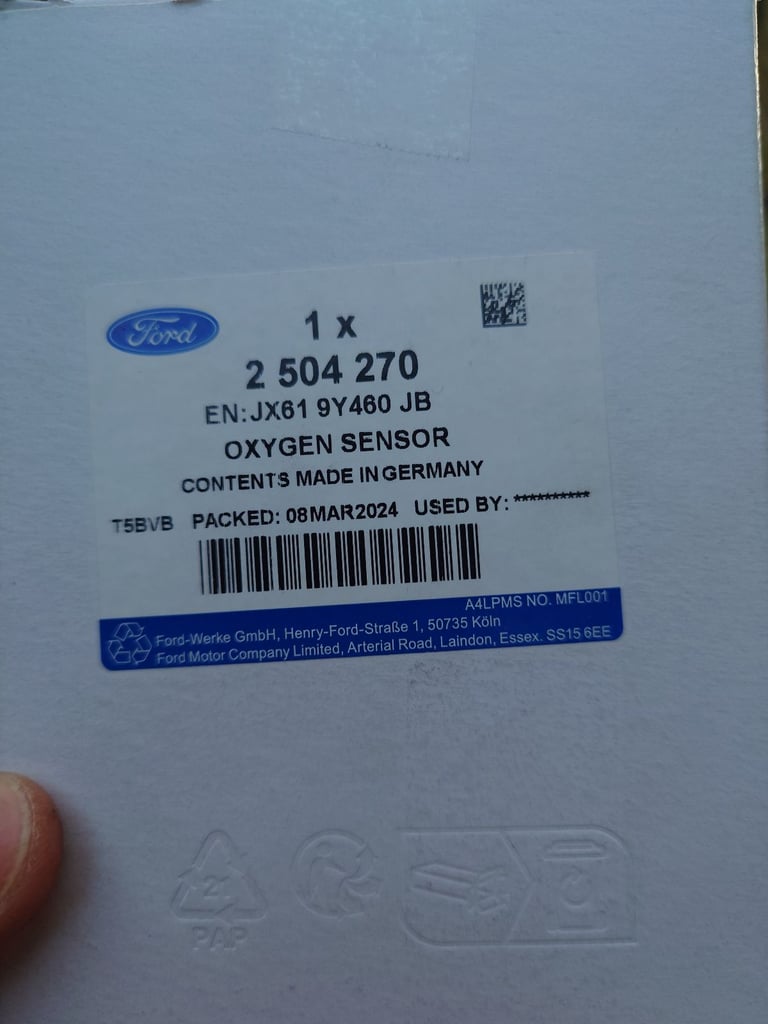 Ford
1 x
2 504 270
EN:JX61 9Y460 JB
OXYGEN SENSOR
CONTENTS MADE IN GERMANY
T5BVB PACKED: 08MAR2024 USED BY: **********
A4LPMS NO. MFL001
Ford-Werke GmbH, Henry-Ford-Straße 1, 50735 Köln
Ford Motor Company Limited, Arterial Road, Laindon, Essex. SS15 6EE
21
PAP